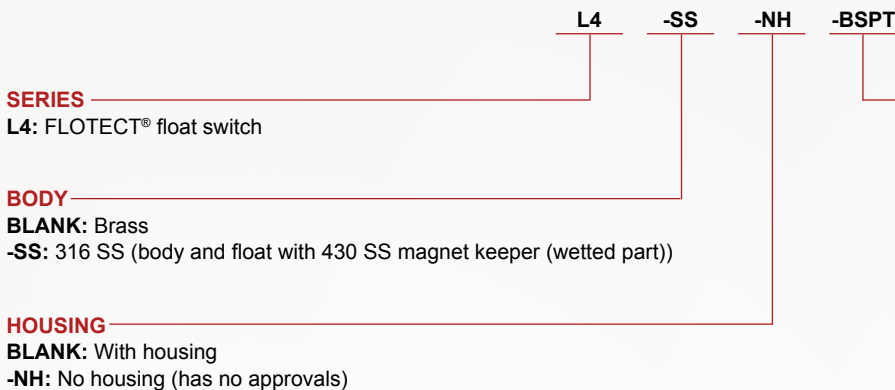 L4 -SS -NH -BSPT
SERIES
L4: FLOTECT® float switch
BODY
BLANK: Brass
-SS: 316 SS (body and float with 430 SS magnet keeper (wetted part))
HOUSING
BLANK: With housing
-NH: No housing (has no approvals)